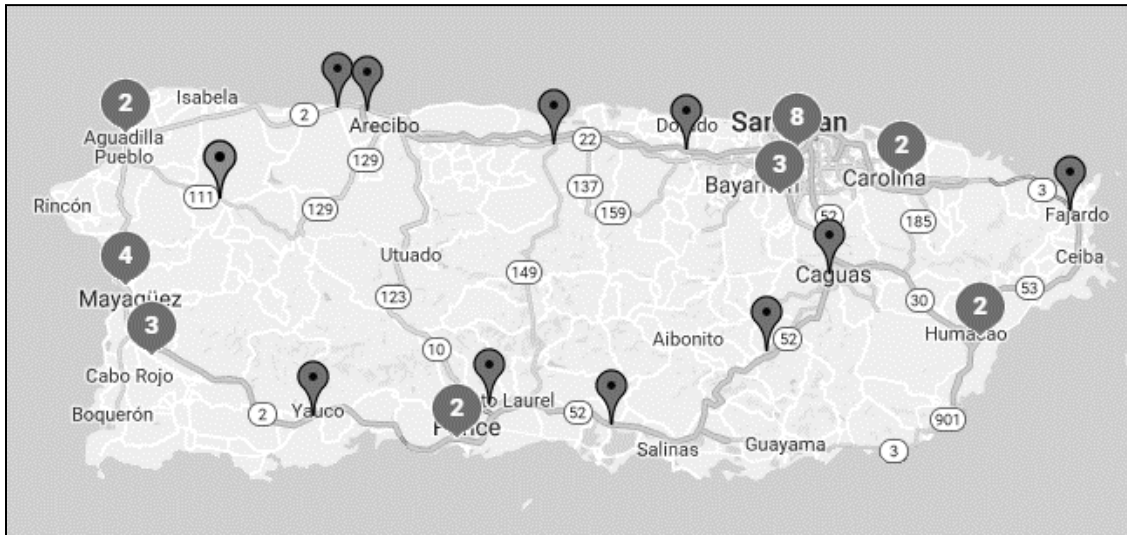 2
Isabela
2
Aguadilla
Pueblo
Arecibo
129
22
8
3
2
Bayamón
Carolina
3
Fajardo
111
129
137
159
52
185
Rincón
Utuado
149
Caguas
Ceiba
4
Mayagüez
123
30
53
2
Humacao
3
10
Aibonito
52
Cabo Rojo
2
Yauco
Boquerón
2
52
Salinas
Guayama
901
3